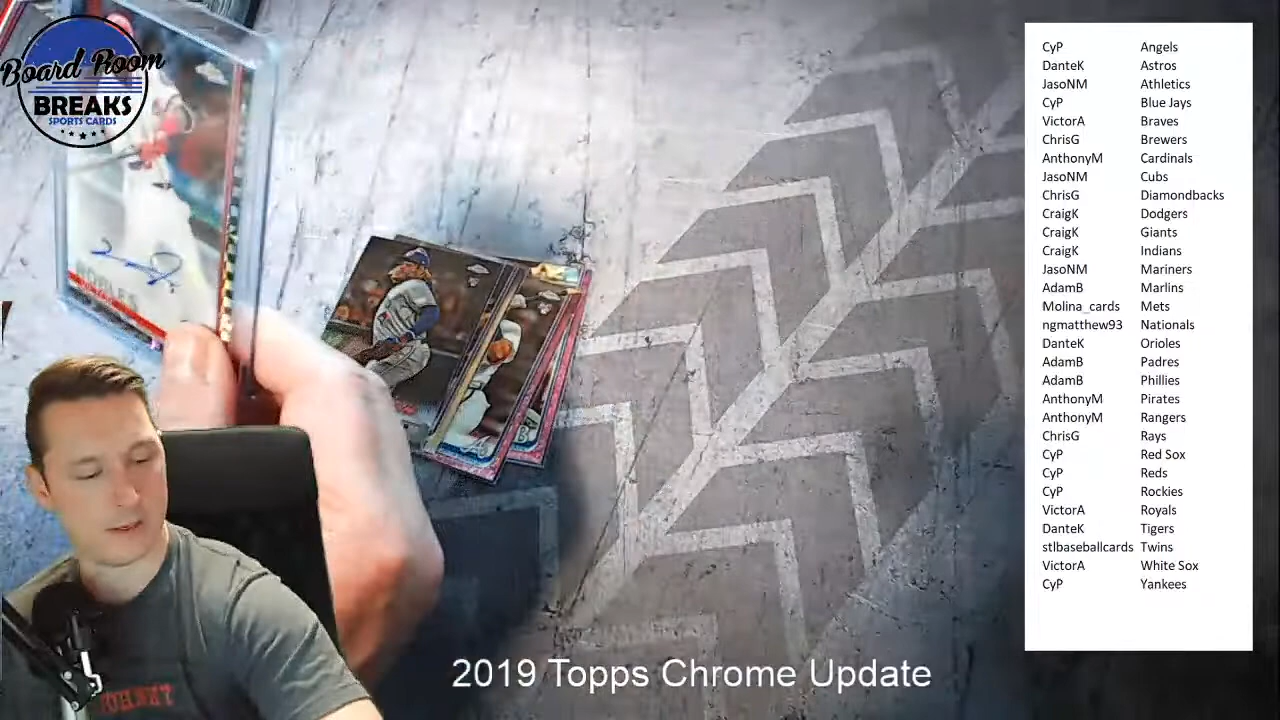 Board Room
BREAKS
SPORTS CARDS
CyP Angels
DanteK Astros
JasoNM Athletics
CyP Blue Jays
VictorA Braves
ChrisG Brewers
AnthonyM Cardinals
JasoNM Cubs
ChrisG Diamondbacks
CraigK Dodgers
CraigK Giants
CraigK Indians
JasoNM Mariners
AdamB Marlins
Molina_cards Mets
ngmatthew93 Nationals
DanteK Orioles
AdamB Padres
AdamB Phillies
AnthonyM Pirates
AnthonyM Rangers
ChrisG Rays
CyP Red Sox
CyP Reds
CyP Rockies
VictorA Royals
DanteK Tigers
stlbaseballcards Twins
VictorA White Sox
CyP Yankees
2019 Topps Chrome Update